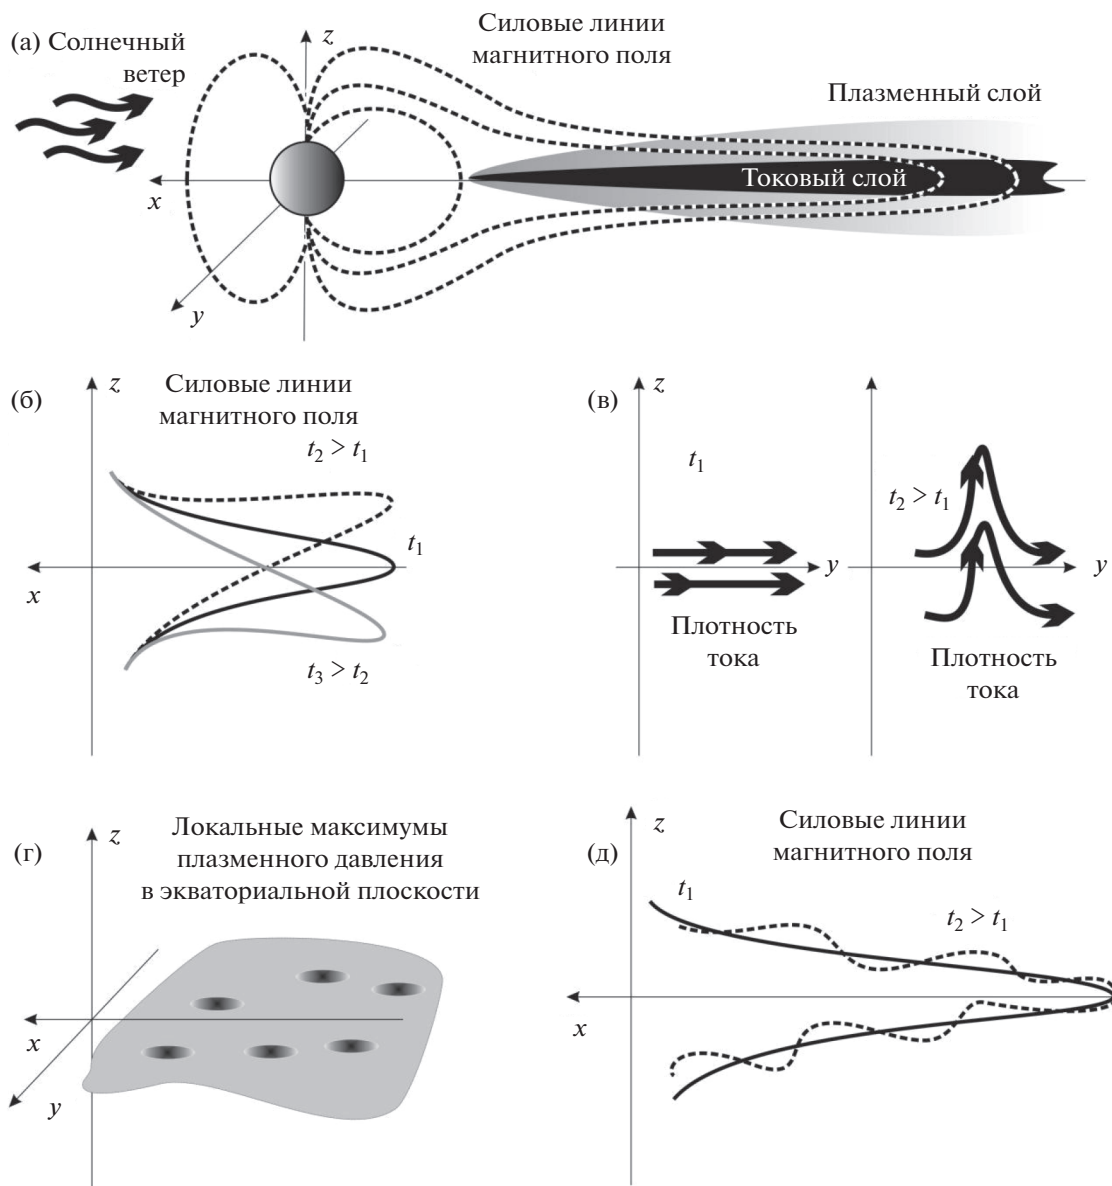 (а) Солнечный
ветер
z
Силовые линии
магнитного поля
Плазменный слой
Токовый слой
x
y
(б)
z
Силовые линии
магнитного поля
t2 > t1
t1
x
t3 > t2
(в)
z
t1
y
Плотность
тока
t2 > t1
y
Плотность
тока
(г)
z
Локальные максимумы
плазменного давления
в экваториальной плоскости
x
y
(д)
z
Силовые линии
магнитного поля
t1
t2 > t1
x